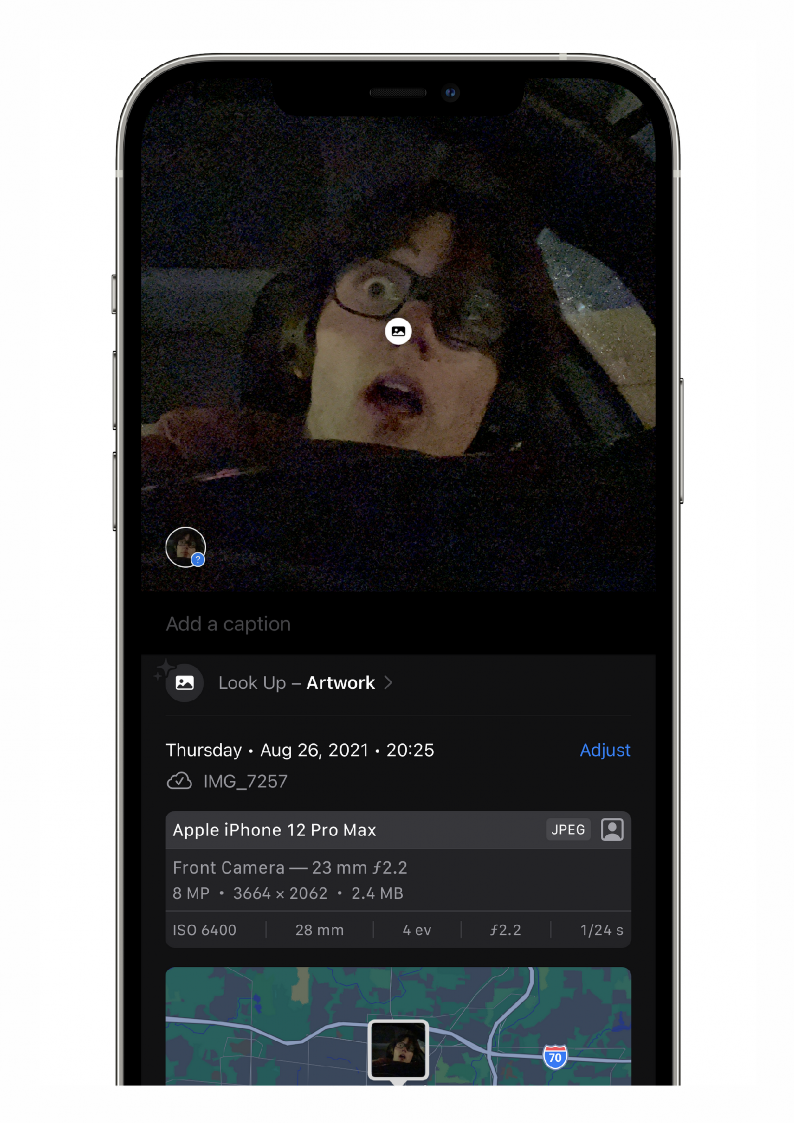 ?
Add a caption
Look Up – Artwork >
Thursday • Aug 26, 2021 • 20:25 Adjust
IMG_7257
Apple iPhone 12 Pro Max JPEG
Front Camera — 23 mm ƒ2.2
8 MP • 3664 × 2062 • 2.4 MB
ISO 6400 | 28 mm | 4 ev | ƒ2.2 | 1/24 s
70